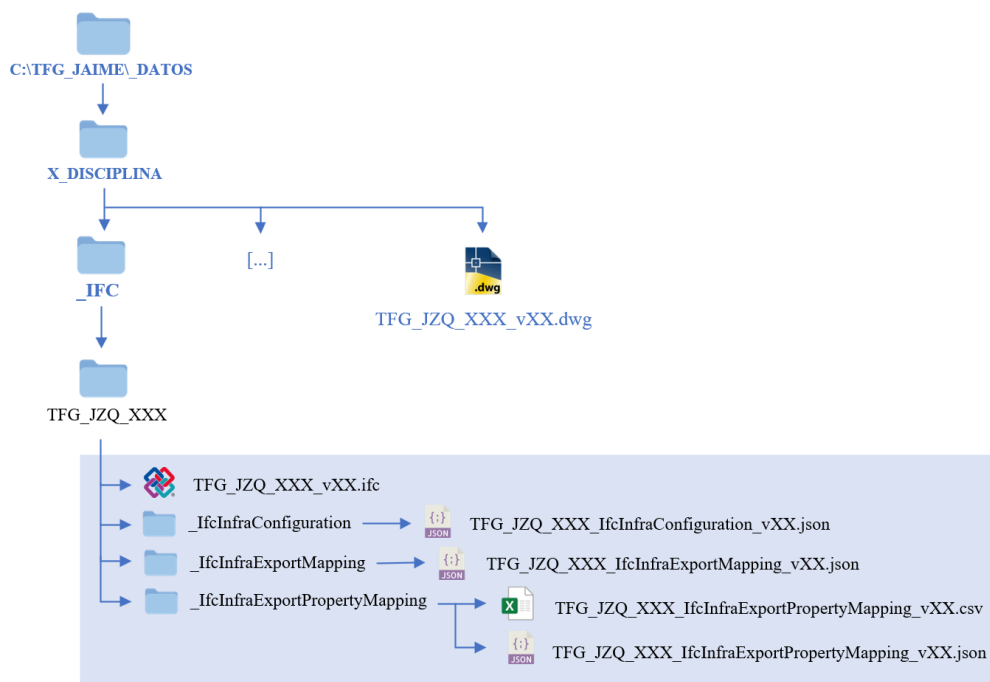 C:\TFG_JAIME\_DATOS
X_DISCIPLINA
_IFC
[...]
.dwg
TFG_JZQ_XXX_vXX.dwg
TFG_JZQ_XXX
TFG_JZQ_XXX_vXX.ifc
_IfcInfraConfiguration
{;}
JSON
TFG_JZQ_XXX_IfcInfraConfiguration_vXX.json
_IfcInfraExportMapping
{;}
JSON
TFG_JZQ_XXX_IfcInfraExportMapping_vXX.json
_IfcInfraExportPropertyMapping
X
TFG_JZQ_XXX_IfcInfraExportPropertyMapping_vXX.csv
{;}
JSON
TFG_JZQ_XXX_IfcInfraExportPropertyMapping_vXX.json